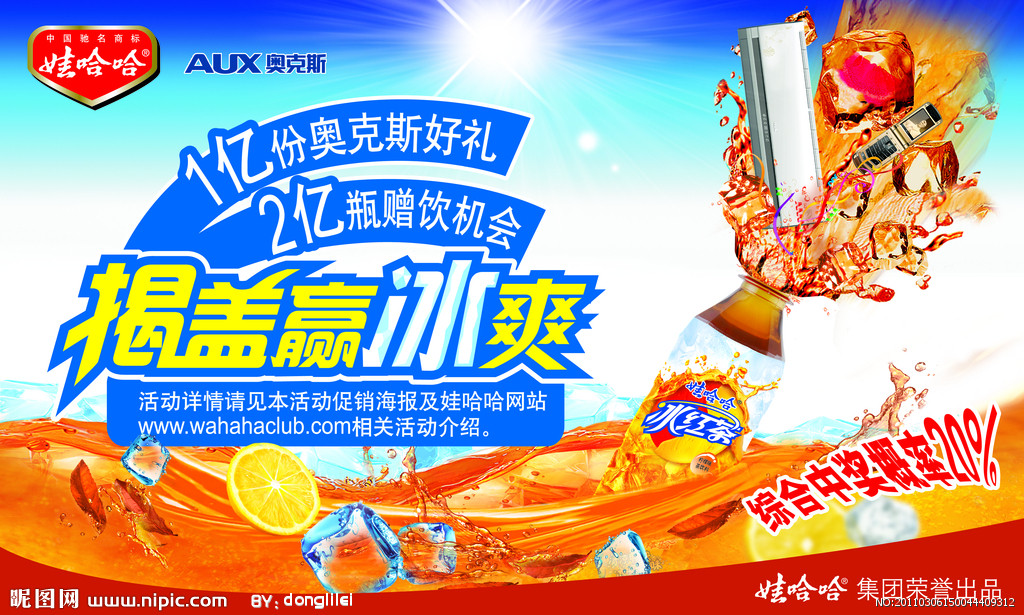 中国驰名商标
娃哈哈®
AUX奥克斯
1亿份奥克斯好礼
2亿瓶赠饮机会
揭盖赢冰爽
活动详情请见本活动促销海报及娃哈哈网站
www.wahahaclub.com相关活动介绍。
娃哈哈
冰红茶
综合中奖概率20%
娃哈哈®集团荣誉出品
昵图网 www.nipic.com BY: donglilei
NO:20110306150044409312